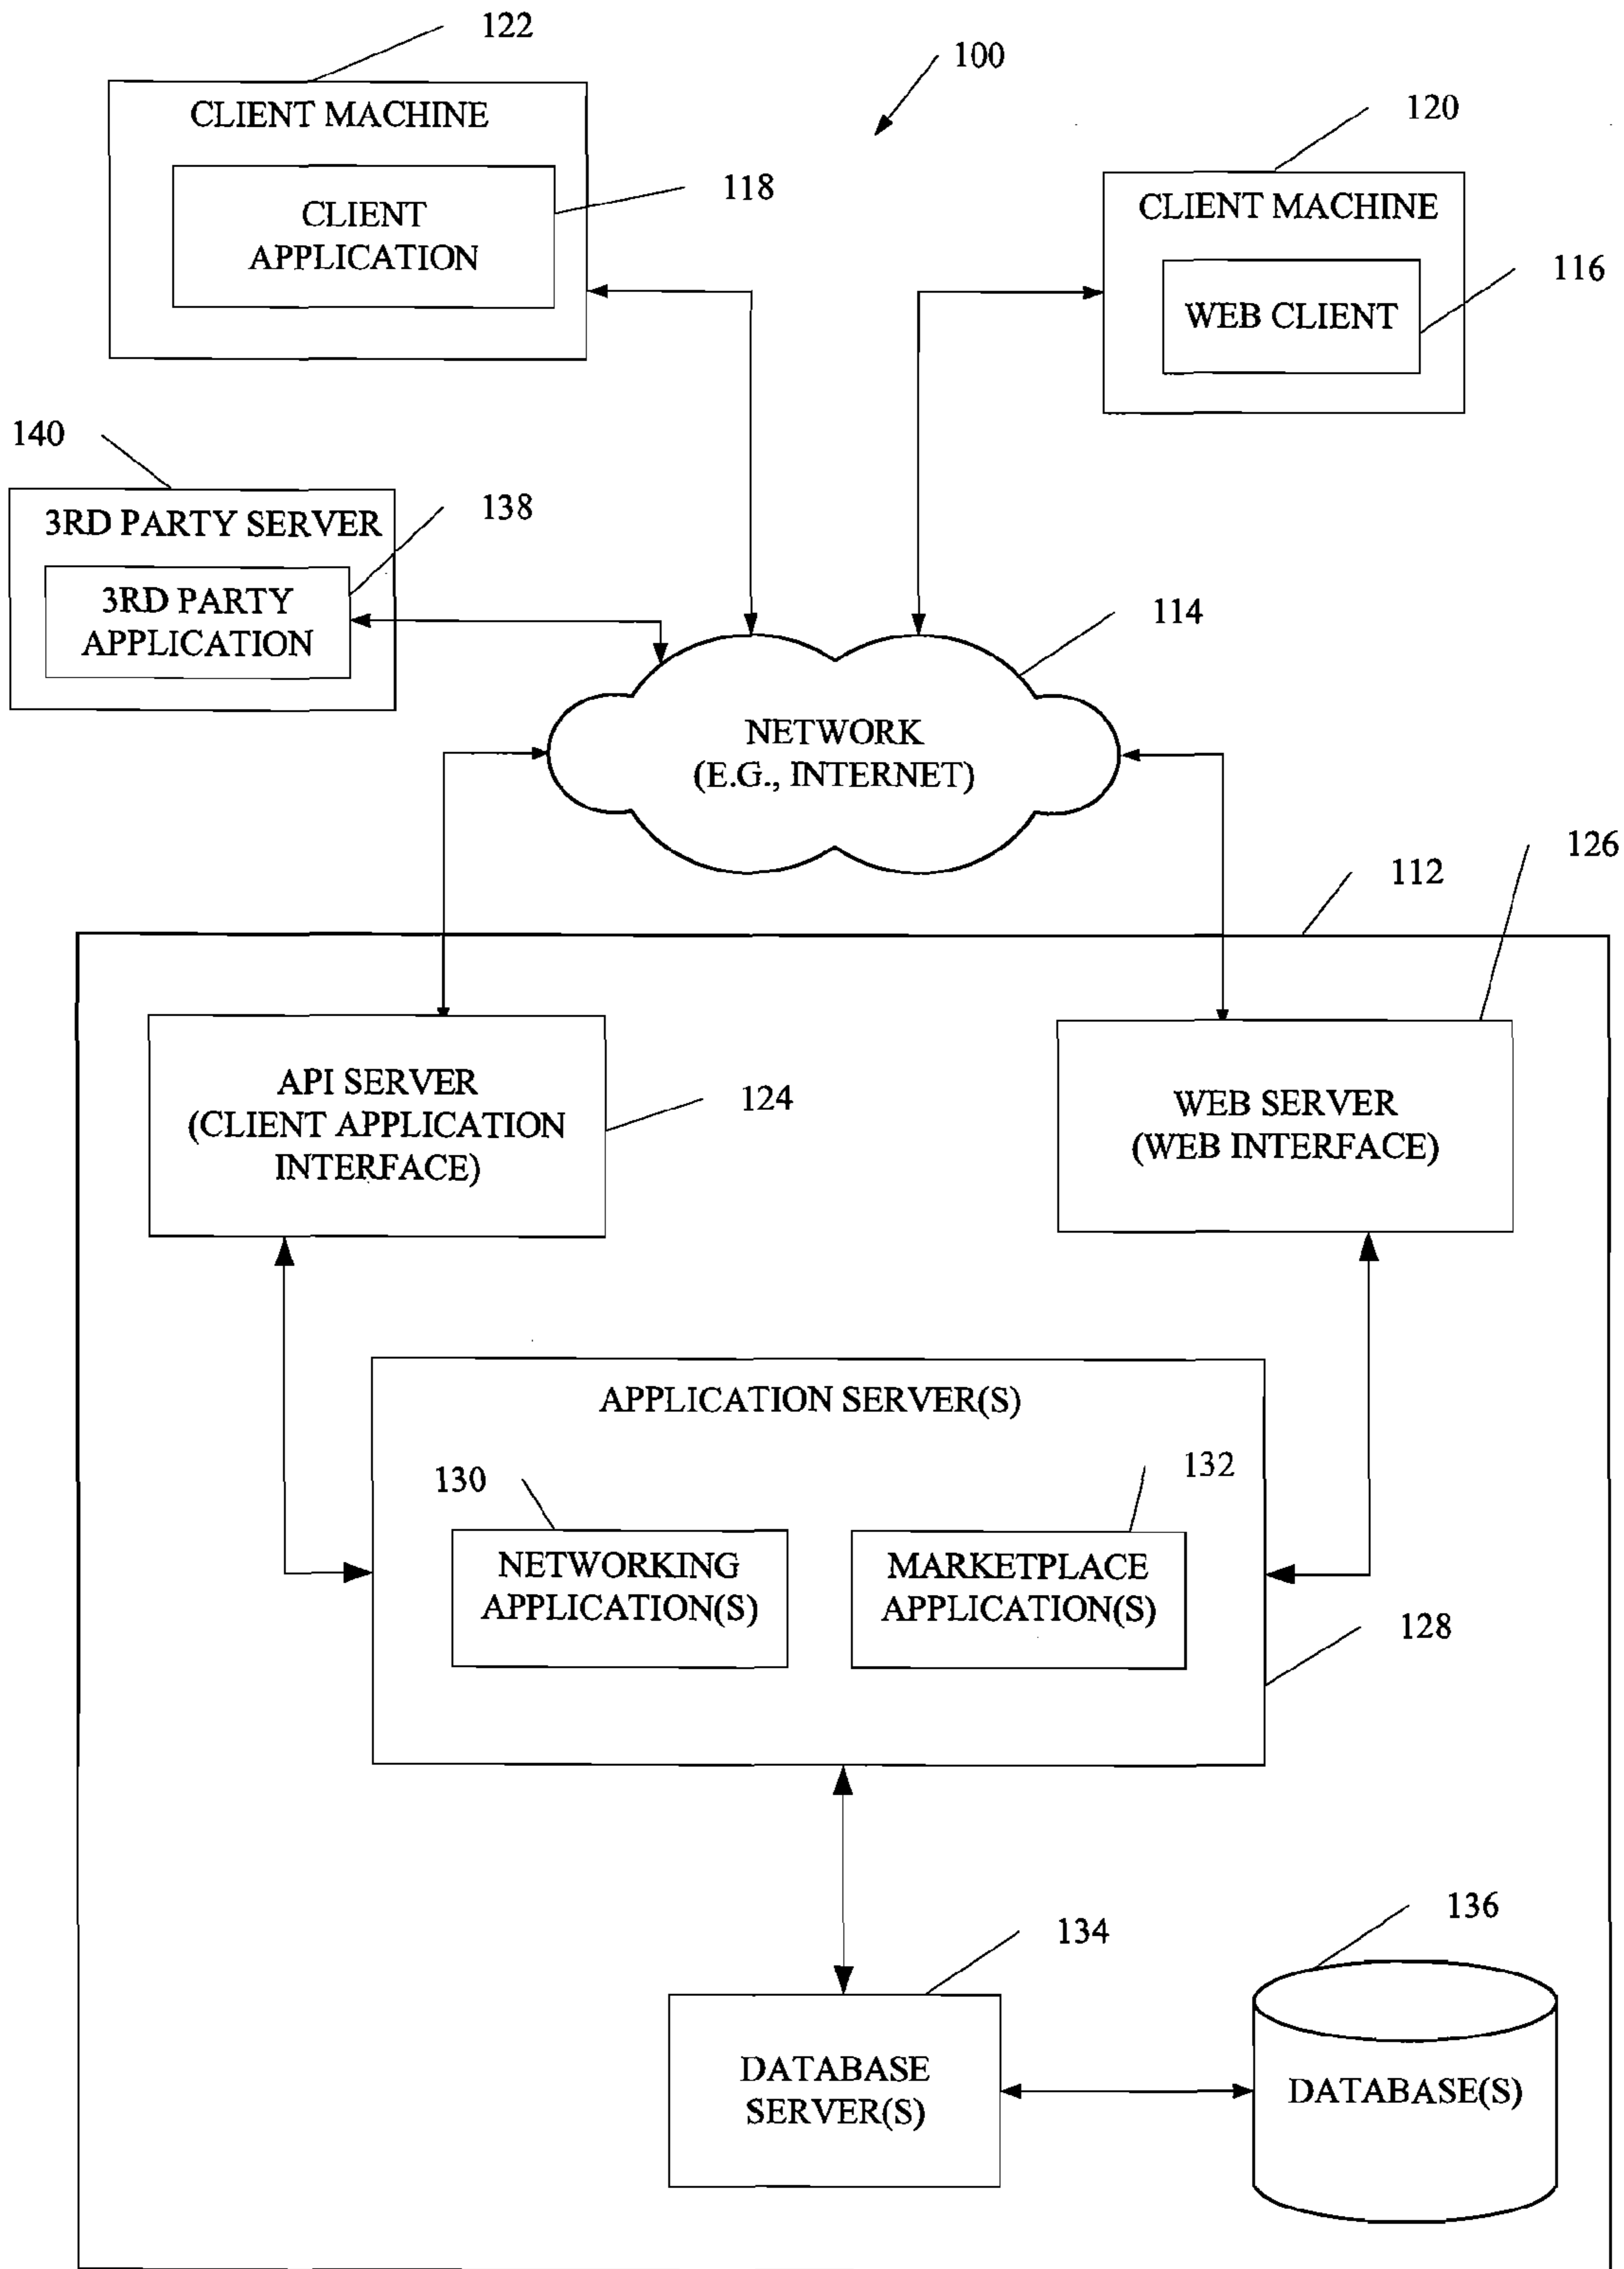 122
100
CLIENT MACHINE
120
118
CLIENT
APPLICATION
CLIENT MACHINE
116
WEB CLIENT
140
3RD PARTY SERVER
138
3RD PARTY
APPLICATION
114
NETWORK
(E.G., INTERNET)
126
112
API SERVER
(CLIENT APPLICATION
INTERFACE)
124
WEB SERVER
(WEB INTERFACE)
APPLICATION SERVER(S)
130
132
NETWORKING
APPLICATION(S)
MARKETPLACE
APPLICATION(S)
128
134
136
DATABASE
SERVER(S)
DATABASE(S)